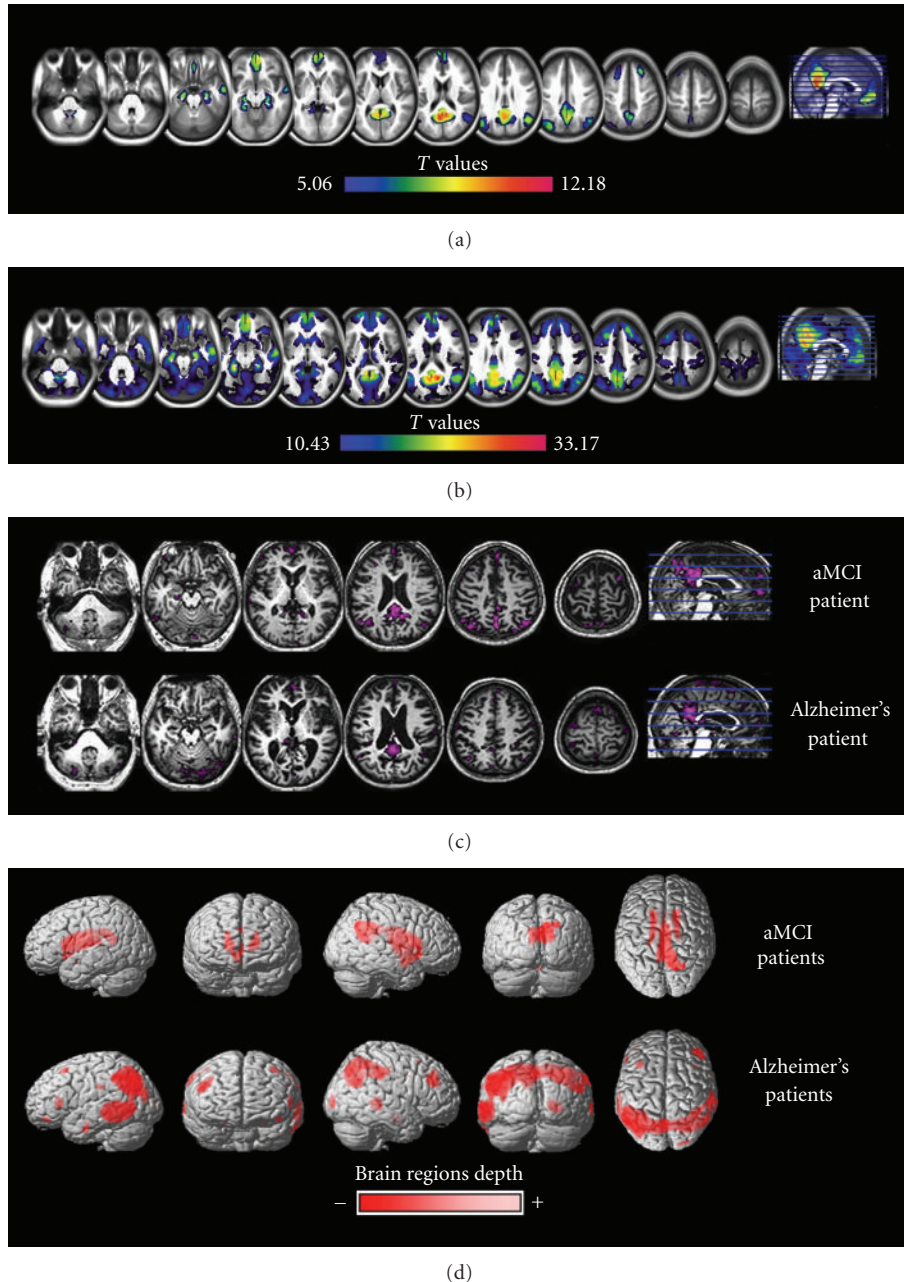 T values
5.06 12.18
(a)
T values
10.43 33.17
(b)
aMCI
patient
Alzheimer's
patient
(c)
aMCI
patients
Alzheimer's
patients
Brain regions depth
− +
(d)